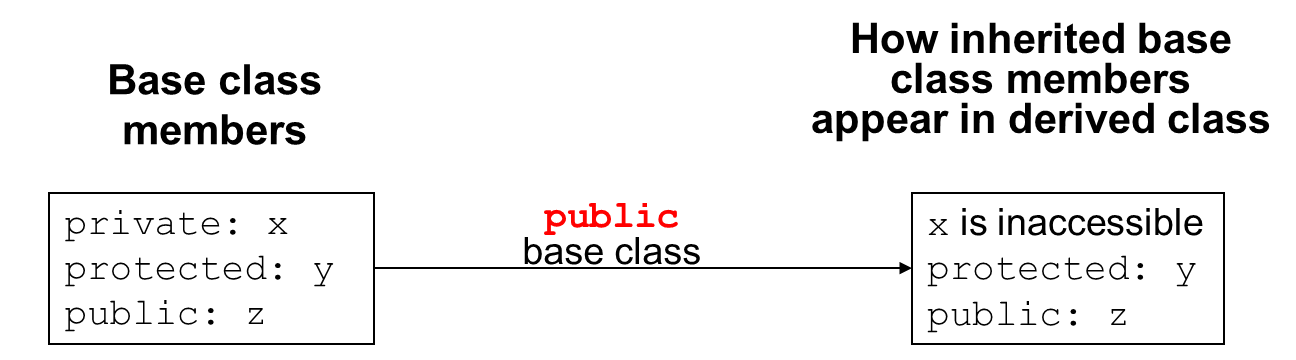 Base class
members
How inherited base
class members
appear in derived class
private: x
protected: y
public: z
public
base class
x is inaccessible
protected: y
public: z